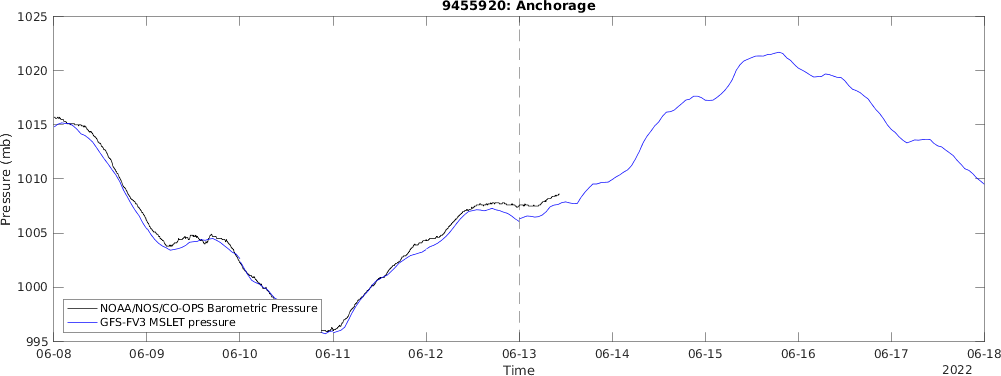 9455920: Anchorage
1025
1020
1015
1010
1005
1000
995
Pressure (mb)
NOAA/NOS/CO-OPS Barometric Pressure
GFS-FV3 MSLET pressure
06-08 06-09 06-10 06-11 06-12 06-13 06-14 06-15 06-16 06-17 06-18
Time
2022